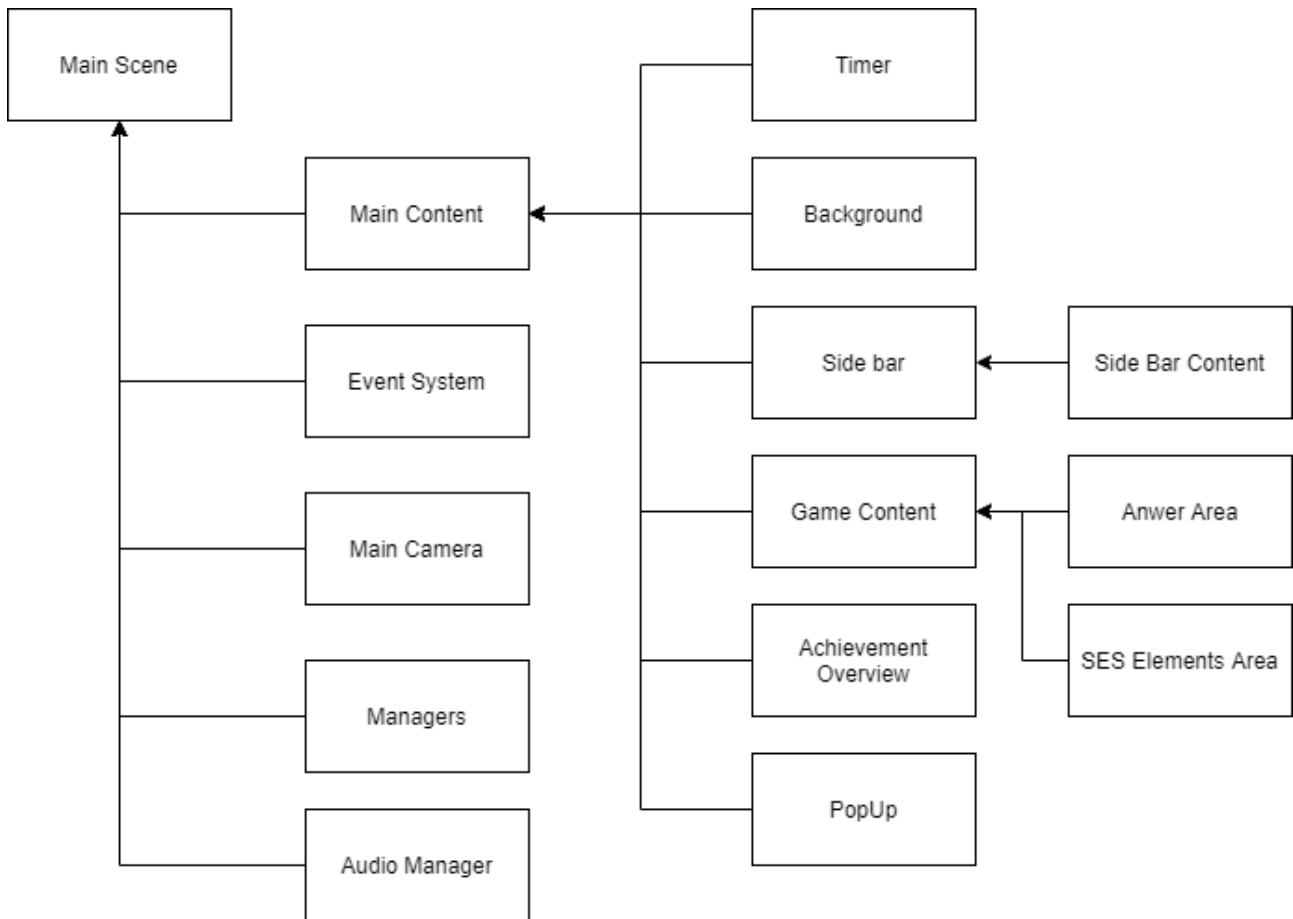 Main Scene
Timer
Main Content
Background
Side bar
Side Bar Content
Event System
Game Content
Anwer Area
Main Camera
Achievement
Overview
SES Elements Area
Managers
PopUp
Audio Manager